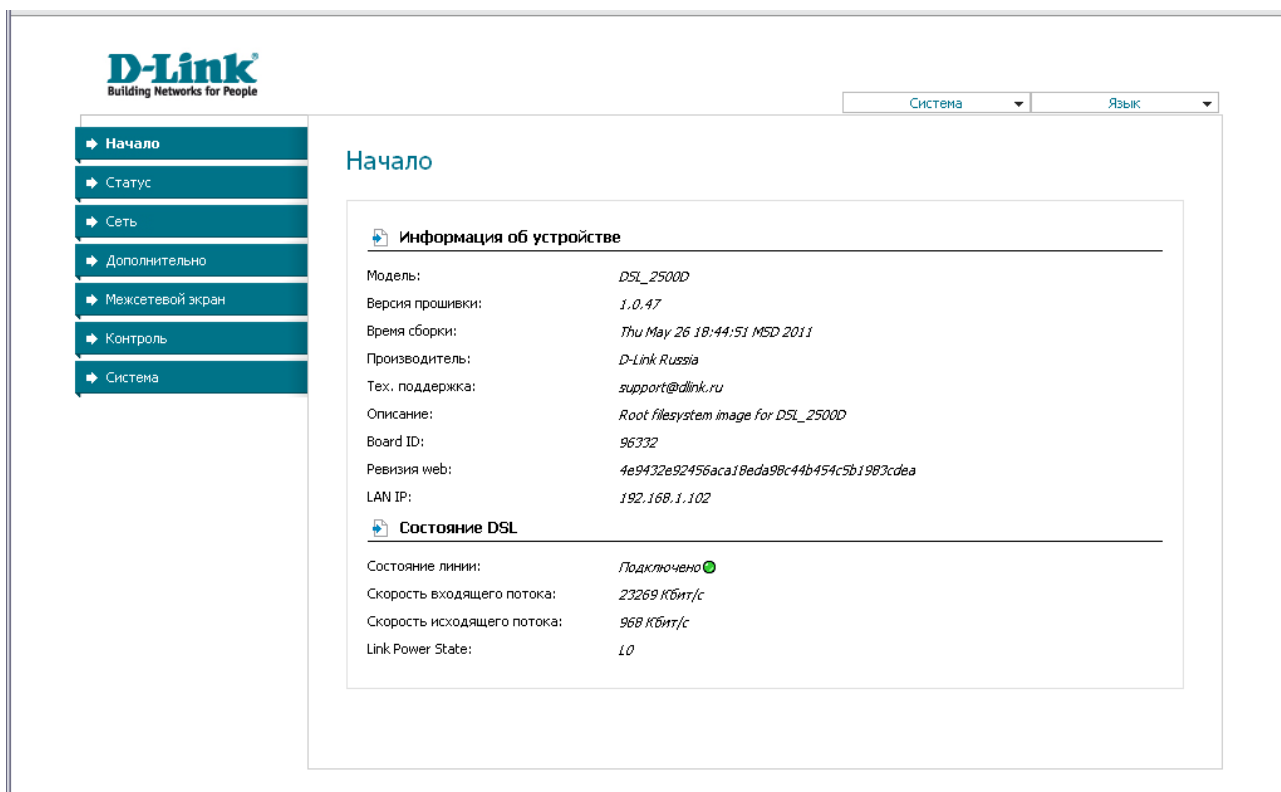 D-Link
Building Networks for People
Система Язык
Начало
Статус
Сеть
Дополнительно
Межсетевой экран
Контроль
Система
Начало
Информация об устройстве
Модель: DSL_2500D
Версия прошивки: 1.0.47
Время сборки: Thu May 26 18:44:51 MSD 2011
Производитель: D-Link Russia
Тех. поддержка: support@dlink.ru
Описание: Root filesystem image for DSL_2500D
Board ID: 96332
Ревизия web: 4e9432e92456aca18eda98c44b454c5b1983cdea
LAN IP: 192.168.1.102
Состояние DSL
Состояние линии: Подключено
Скорость входящего потока: 23269 Кбит/с
Скорость исходящего потока: 968 Кбит/с
Link Power State: L0